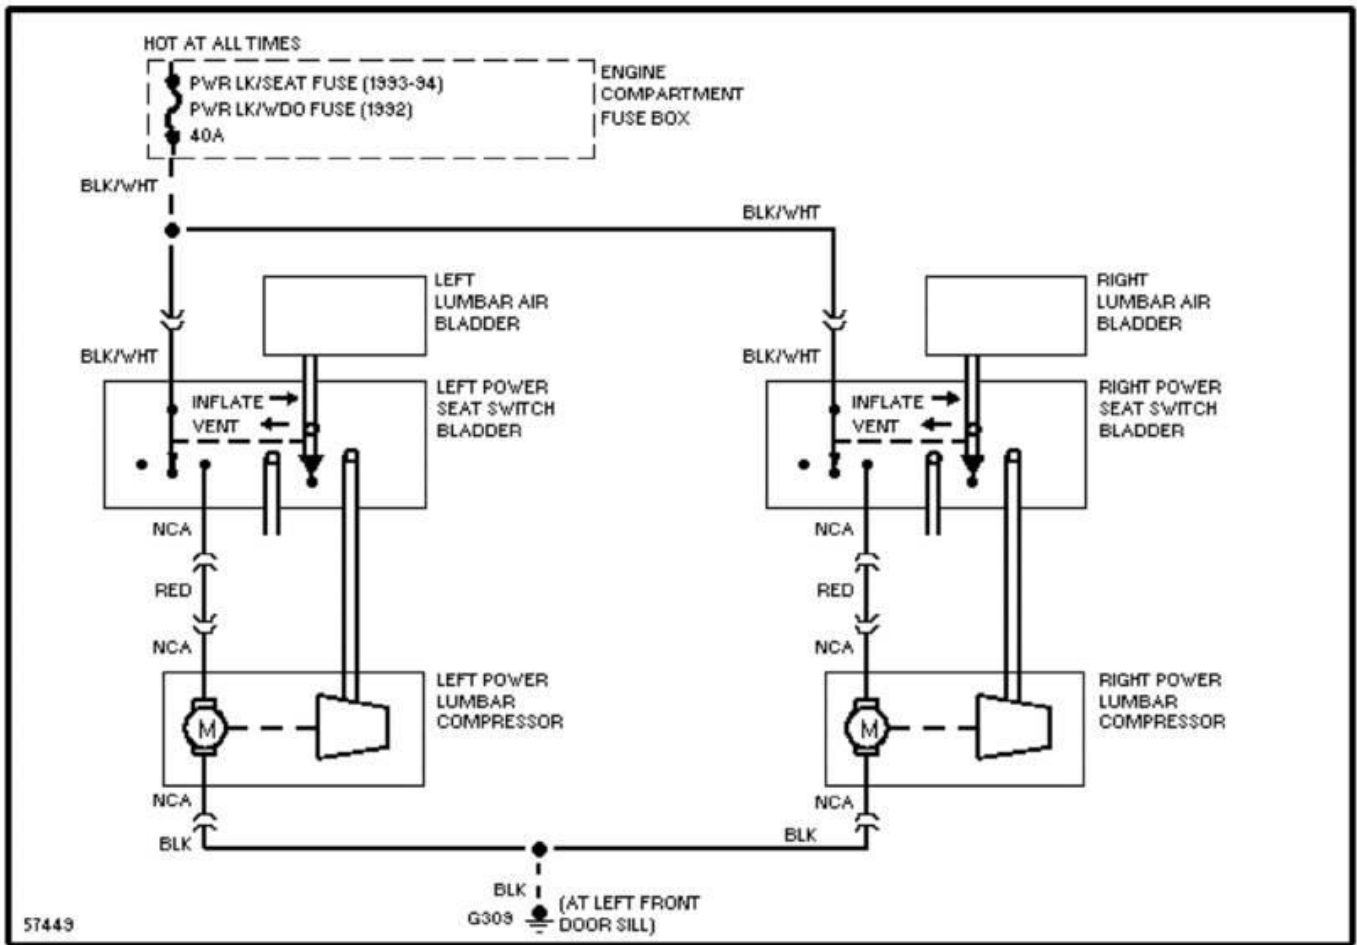 HOT AT ALL TIMES
PWR LK/SEAT FUSE (1993-94)
PWR LK/WDO FUSE (1992)
40A
ENGINE
COMPARTMENT
FUSE BOX
BLK/WHT
BLK/WHT
LEFT
LUMBAR AIR
BLADDER
RIGHT
LUMBAR AIR
BLADDER
BLK/WHT
BLK/WHT
INFLATE
VENT
LEFT POWER
SEAT SWITCH
BLADDER
INFLATE
VENT
RIGHT POWER
SEAT SWITCH
BLADDER
NCA
NCA
RED
RED
NCA
NCA
M
LEFT POWER
LUMBAR
COMPRESSOR
M
RIGHT POWER
LUMBAR
COMPRESSOR
NCA
NCA
BLK
BLK
BLK
G309
(AT LEFT FRONT
DOOR SILL)
57449